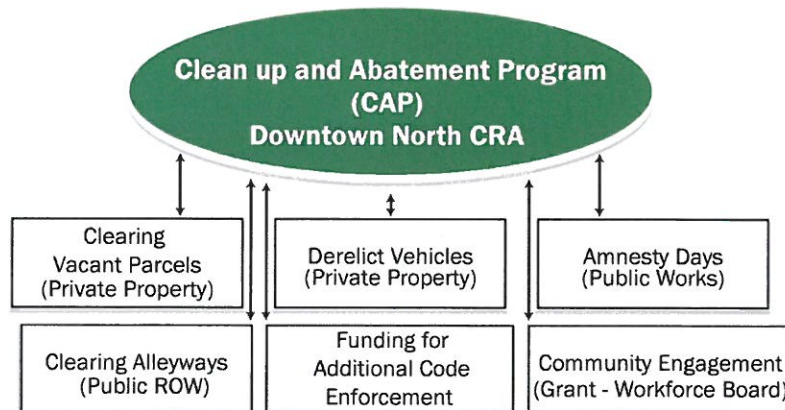 Clean up and Abatement Program
(CAP)
Downtown North CRA
Clearing
Vacant Parcels
(Private Property)
Derelict Vehicles
(Private Property)
Amnesty Days
(Public Works)
Clearing Alleyways
(Public ROW)
Funding for
Additional Code
Enforcement
Community Engagement
(Grant - Workforce Board)